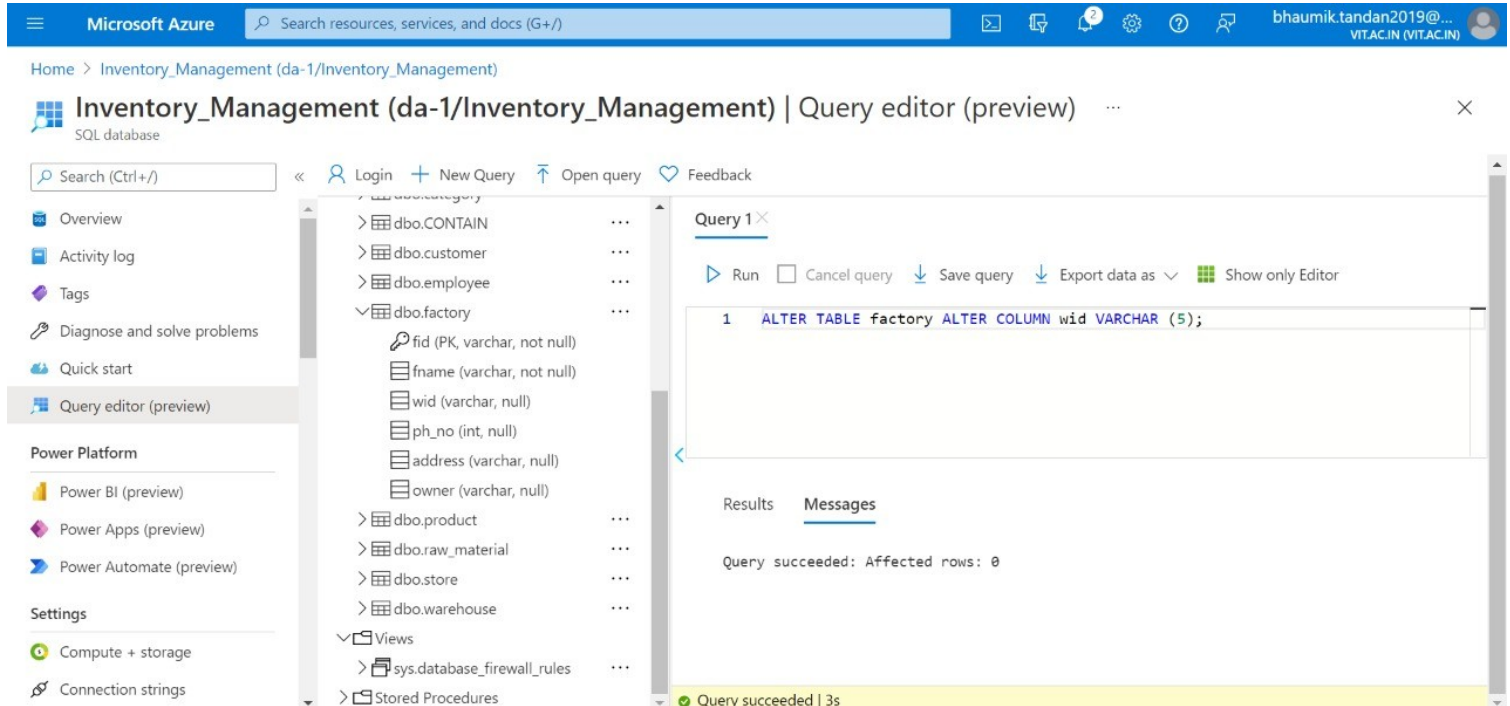 Microsoft Azure
Search resources, services, and docs (G+/)
2
bhaumik.tandan2019@...
VIT.AC.IN (VIT.AC.IN)
Home > Inventory_Management (da-1/Inventory_Management)
Inventory_Management (da-1/Inventory_Management) | Query editor (preview) ...
SQL database
Search (Ctrl+/)
«
Overview
Activity log
Tags
Diagnose and solve problems
Quick start
Query editor (preview)
Power Platform
Power BI (preview)
Power Apps (preview)
Power Automate (preview)
Settings
Compute + storage
Connection strings
Login
New Query
Open query
Feedback
dbo.category
dbo.CONTAIN ...
dbo.customer ...
dbo.employee ...
dbo.factory ...
fid (PK, varchar, not null)
fname (varchar, not null)
wid (varchar, null)
ph_no (int, null)
address (varchar, null)
owner (varchar, null)
dbo.product ...
dbo.raw_material ...
dbo.store ...
dbo.warehouse ...
Views
sys.database_firewall_rules ...
Stored Procedures
Query 1
Run
Cancel query
Save query
Export data as
Show only Editor
1 ALTER TABLE factory ALTER COLUMN wid VARCHAR (5);
Results
Messages
Query succeeded: Affected rows: 0
Query succeeded | 3s